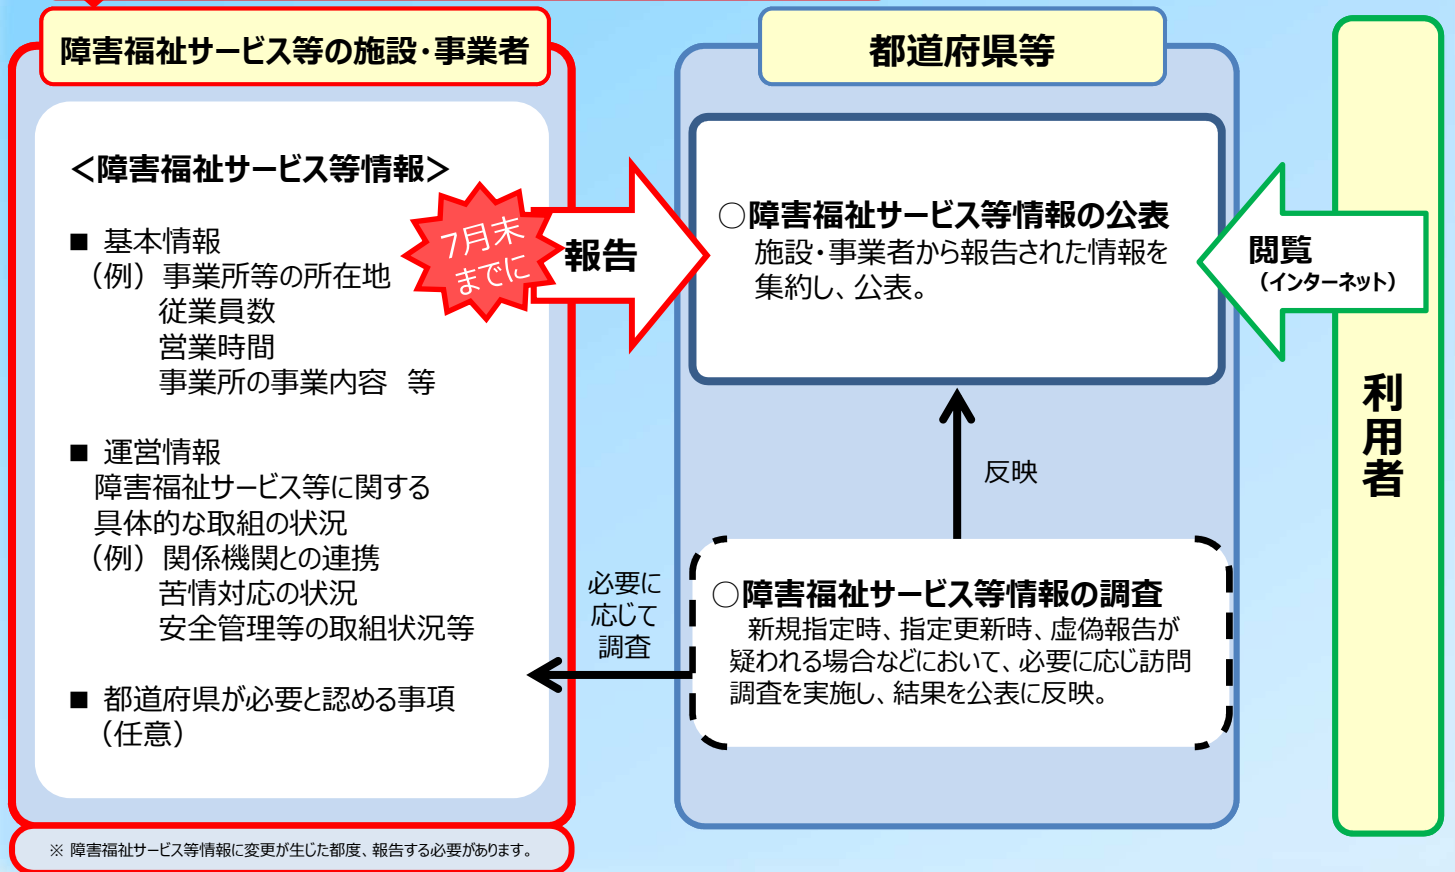 障害福祉サービス等の施設・事業者
＜障害福祉サービス等情報＞
■ 基本情報
（例）事業所等の所在地
従業員数
営業時間
事業所の事業内容　等
■ 運営情報
障害福祉サービス等に関する
具体的な取組の状況
（例）関係機関との連携
苦情対応の状況
安全管理等の取組状況等
■ 都道府県が必要と認める事項
（任意）
※ 障害福祉サービス等情報に変更が生じた都度、報告する必要があります。
7月末
までに
報告
必要に
応じて
調査
都道府県等
○障害福祉サービス等情報の公表
施設・事業者から報告された情報を
集約し、公表。
反映
○障害福祉サービス等情報の調査
新規指定時、指定更新時、虚偽報告が
疑われる場合などにおいて、必要に応じ訪問
調査を実施し、結果を公表に反映。
閲覧
（インターネット）
利用者